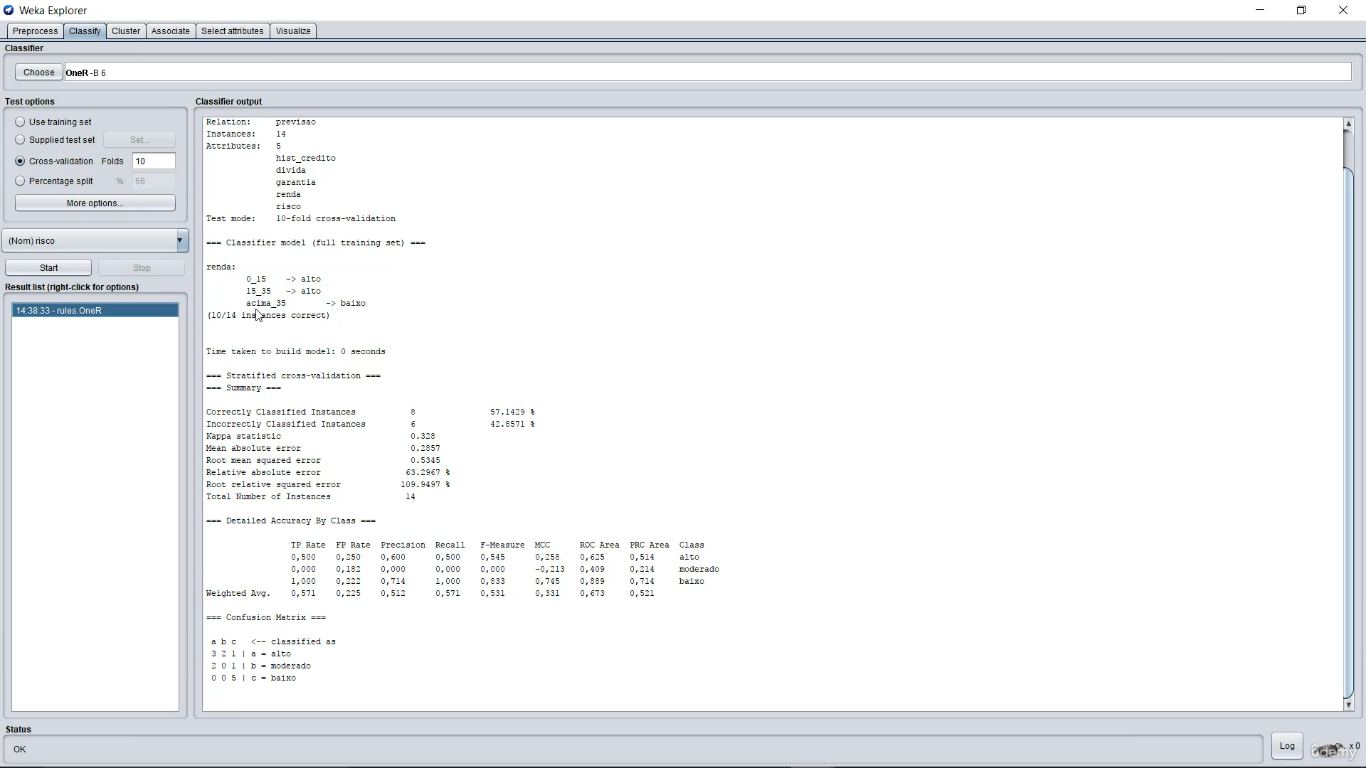 Weka Explorer
Preprocess Classify Cluster Associate Select attributes Visualize
Classifier
Choose OneR -B 6
Test options
Classifier output
Use training set
Supplied test set Set...
Cross-validation Folds 10
Percentage split % 66
More options...
(Nom) risco
Start Stop
Result list (right-click for options)
14:38:33 - rules.OneR
Relation: previsao
Instances: 14
Attributes: 5
hist_credito
divida
garantia
renda
risco
Test mode: 10-fold cross-validation
=== Classifier model (full training set) ===
renda:
0_15 -> alto
15_35 -> alto
acima_35 -> baixo
(10/14 instances correct)
Time taken to build model: 0 seconds
=== Stratified cross-validation ===
=== Summary ===
Correctly Classified Instances 8 57.1429 %
Incorrectly Classified Instances 6 42.8571 %
Kappa statistic 0.328
Mean absolute error 0.2857
Root mean squared error 0.5345
Relative absolute error 63.2967 %
Root relative squared error 109.9497 %
Total Number of Instances 14
=== Detailed Accuracy By Class ===
TP Rate FP Rate Precision Recall F-Measure MCC ROC Area PRC Area Class
0,500 0,250 0,600 0,500 0,545 0,258 0,625 0,514 alto
0,000 0,182 0,000 0,000 0,000 -0,213 0,409 0,214 moderado
1,000 0,222 0,714 1,000 0,833 0,745 0,889 0,714 baixo
Weighted Avg. 0,571 0,225 0,512 0,571 0,531 0,331 0,673 0,521
=== Confusion Matrix ===
a b c <-- classified as
3 2 1 | a = alto
2 0 1 | b = moderado
0 0 5 | c = baixo
Status
OK
Log x 0
Udemy